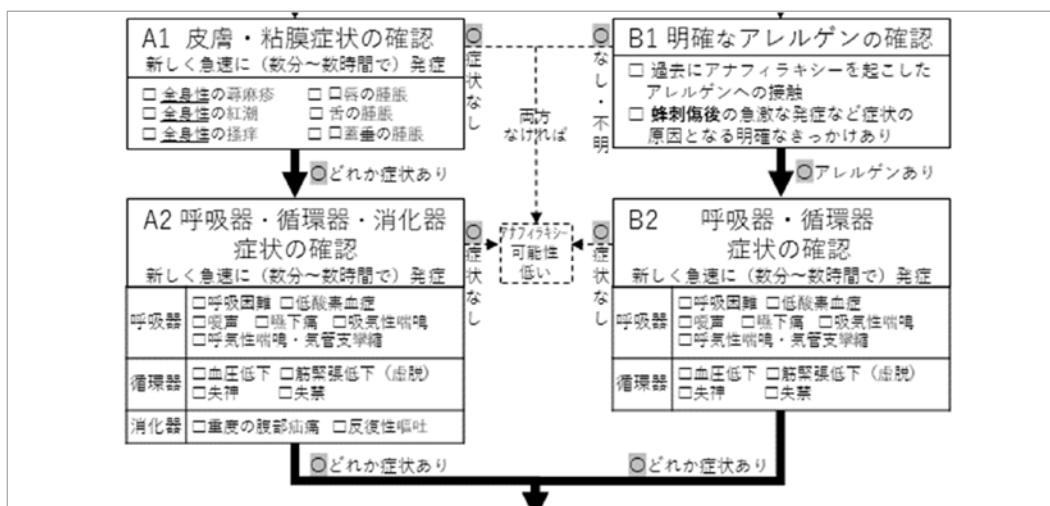 A1 皮膚・粘膜症状の確認
新しく急速に（数分～数時間で）発症
□ 全身性の蕁麻疹 □ 口唇の腫脹
□ 全身性の紅潮 □ 舌の腫脹
□ 全身性の掻痒 □ 口蓋垂の腫脹
○症状なし
○どれか症状あり
両方
なければ
○なし・不明
B1 明確なアレルゲンの確認
□ 過去にアナフィラキシーを起こした
アレルゲンへの接触
□ 蜂刺傷後の急激な発症など症状の
原因となる明確なきっかけあり
○アレルゲンあり
A2 呼吸器・循環器・消化器
症状の確認
新しく急速に（数分～数時間で）発症
呼吸器
□呼吸困難 □低酸素血症
□嗄声 □嚥下痛 □吸気性喘鳴
□呼気性喘鳴・気管支攣縮
循環器
□血圧低下 □筋緊張低下（虚脱）
□失神 □失禁
消化器 □重度の腹部疝痛 □反復性嘔吐
○症状なし
○どれか症状あり
アナフィラキシー
可能性
低い
○症状なし
B2 呼吸器・循環器
症状の確認
新しく急速に（数分～数時間で）発症
呼吸器
□呼吸困難 □低酸素血症
□嗄声 □嚥下痛 □吸気性喘鳴
□呼気性喘鳴・気管支攣縮
循環器
□血圧低下 □筋緊張低下（虚脱）
□失神 □失禁
○どれか症状あり